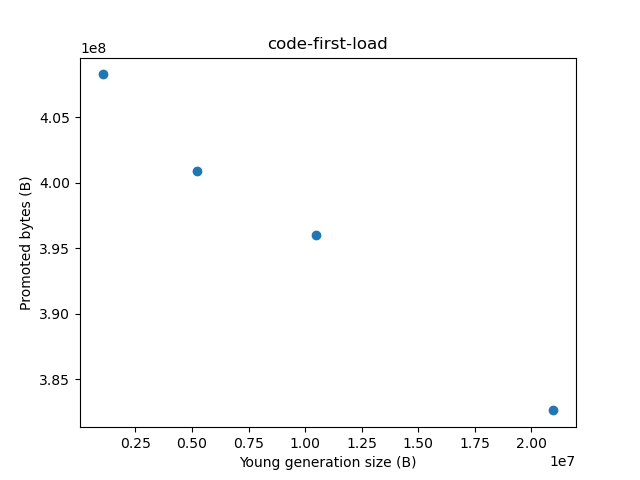 code-first-load
1e8
4.05
4.00
3.95
3.90
3.85
Promoted bytes (B)
0.25 0.50 0.75 1.00 1.25 1.50 1.75 2.00
Young generation size (B)
1e7